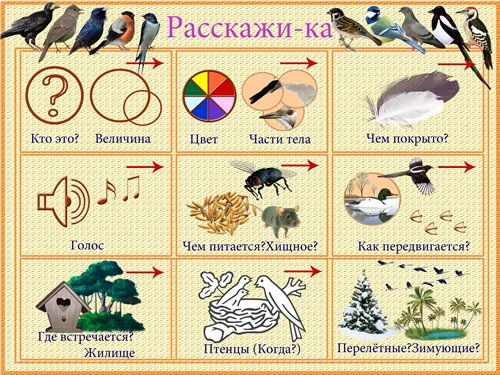 Расскажи-ка
Кто это? Величина
Цвет Части тела
Чем покрыто?
?
Голос
Чем питается?Хищное?
Как передвигается?
Где встречается?
Жилище
Птенцы (Когда?)
Перелётные?Зимующие?